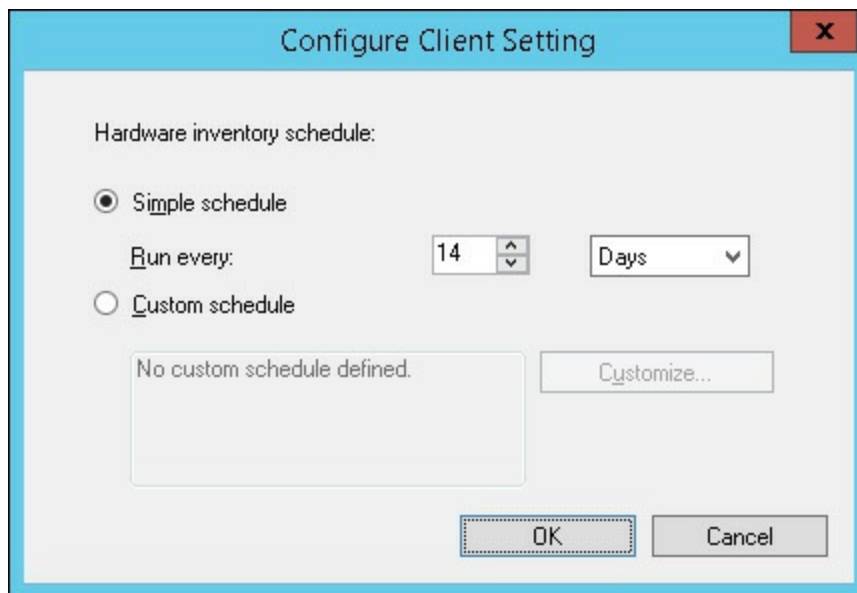 Configure Client Setting
x
Hardware inventory schedule:
Simple schedule
Run every: 14 Days
Custom schedule
No custom schedule defined. Customize...
OK Cancel